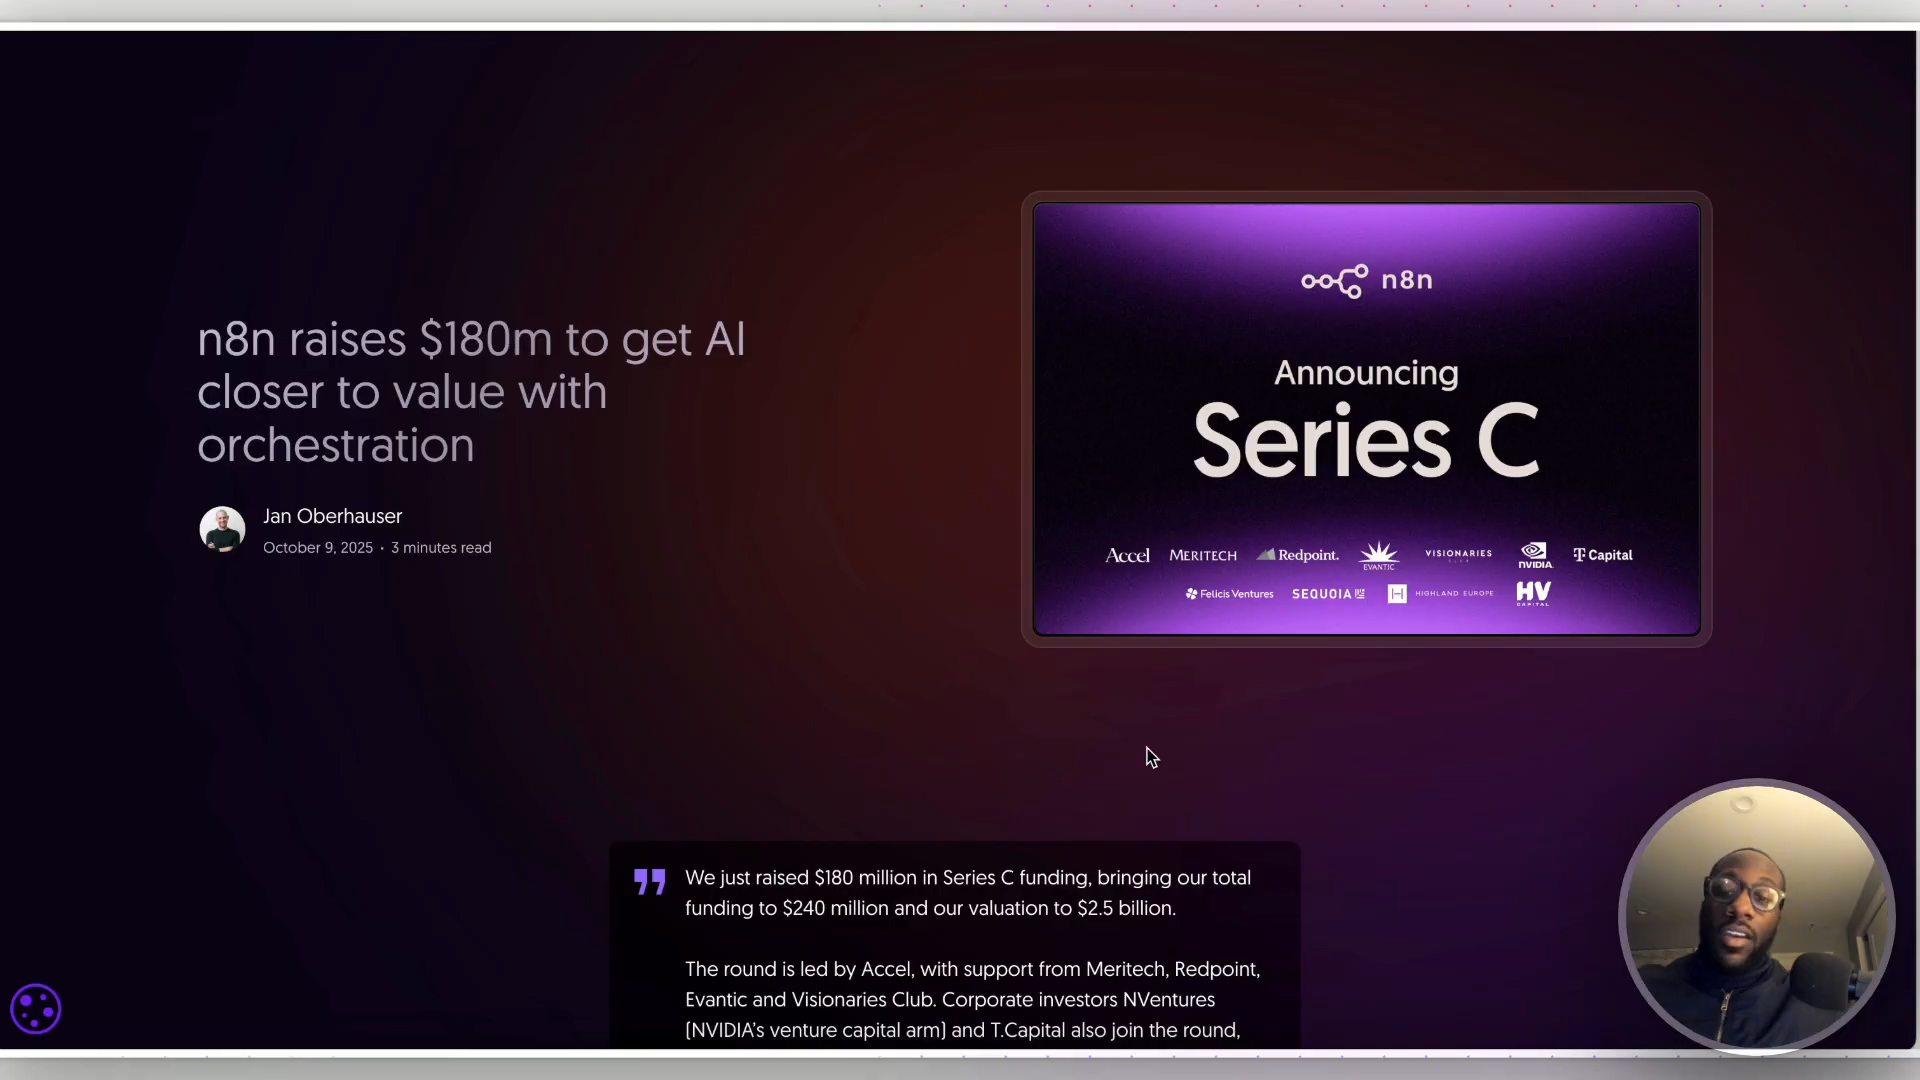 n8n raises $180m to get AI
closer to value with
orchestration
Jan Oberhauser
October 9, 2025 • 3 minutes read
n8n
Announcing
Series C
Accel MERITECH Redpoint. EVANTIC VISIONARIES NVIDIA. T Capital
Felicis Ventures SEQUOIA HIGHLAND EUROPE HV CAPITAL
We just raised $180 million in Series C funding, bringing our total
funding to $240 million and our valuation to $2.5 billion.
The round is led by Accel, with support from Meritech, Redpoint,
Evantic and Visionaries Club. Corporate investors NVentures
(NVIDIA's venture capital arm) and T.Capital also join the round,